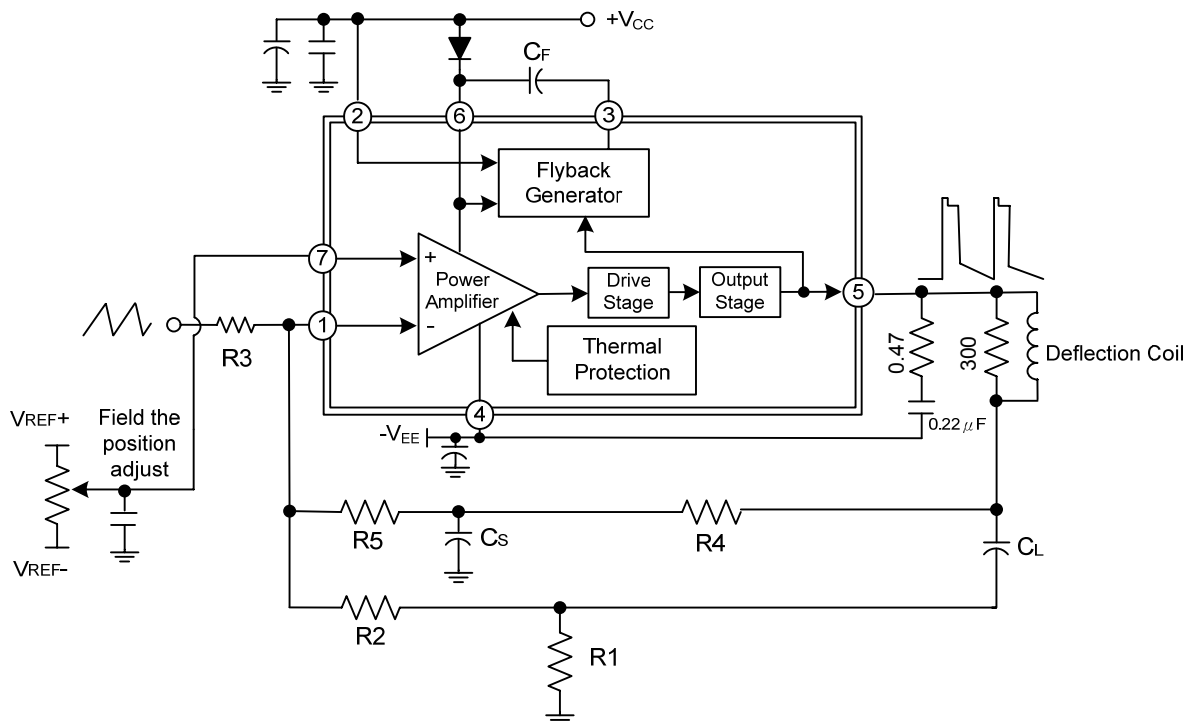 +VCC
CF
2
6
3
Flyback
Generator
7
+
Power
Amplifier
Drive
Stage
Output
Stage
5
1
-
R3
Thermal
Protection
0.47
300
Deflection Coil
4
0.22μF
-VEE
VREF+
Field the
position
adjust
VREF-
R5
CS
R4
CL
R2
R1